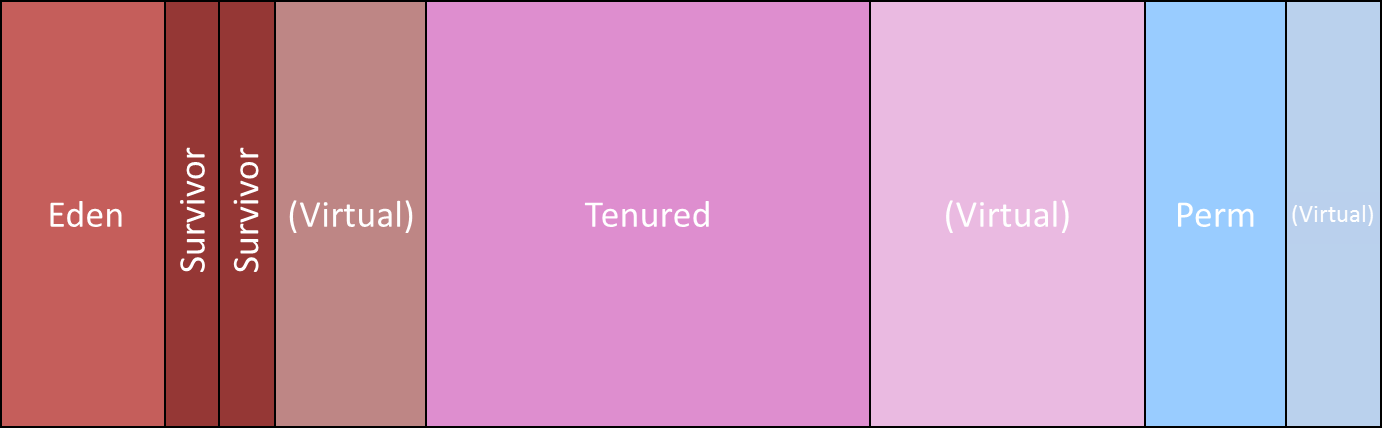 Eden
Survivor
Survivor
(Virtual)
Tenured
(Virtual)
Perm
(Virtual)